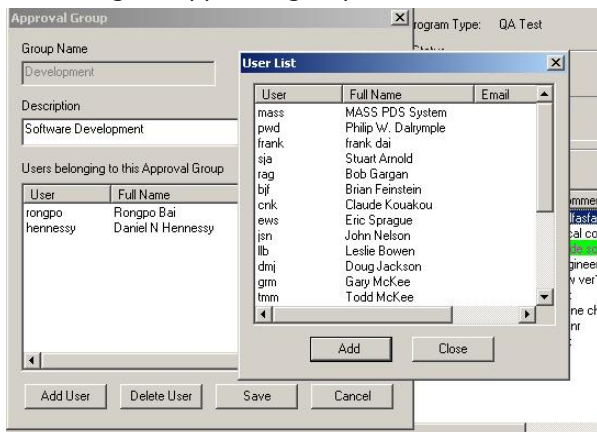 Approval Group
rogram Type: QA Test
Group Name
Development
Description
Software Development
Users belonging to this Approval Group
User Full Name
rongpo Rongpo Bai
hennessy Daniel N Hennessy
Add User Delete User Save Cancel
User List
User Full Name Email
mass MASS PDS System
pwd Philip W. Dalrymple
frank frank dai
sja Stuart Arnold
rag Bob Gargan
bjf Brian Feinstein
cnk Claude Kouakou
ews Eric Sprague
jsn John Nelson
llb Leslie Bowen
dmj Doug Jackson
grm Gary McKee
tmm Todd McKee
Add Close